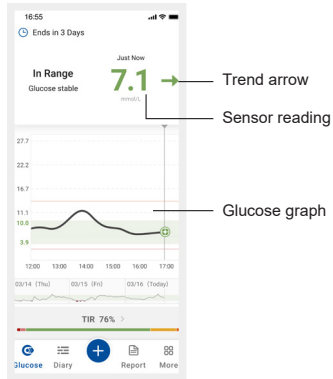 16:55
Ends in 3 Days
Just Now
In Range
7.1
Glucose stable
mmol/L
Trend arrow
Sensor reading
27.7
22.2
16.7
11.1
10.0
3.9
Glucose graph
12:00 13:00 14:00 15:00 16:00 17:00
03/14 (Thu) 03/15 (Fri) 03/16 (Today)
TIR 76% >
Glucose Diary Report More